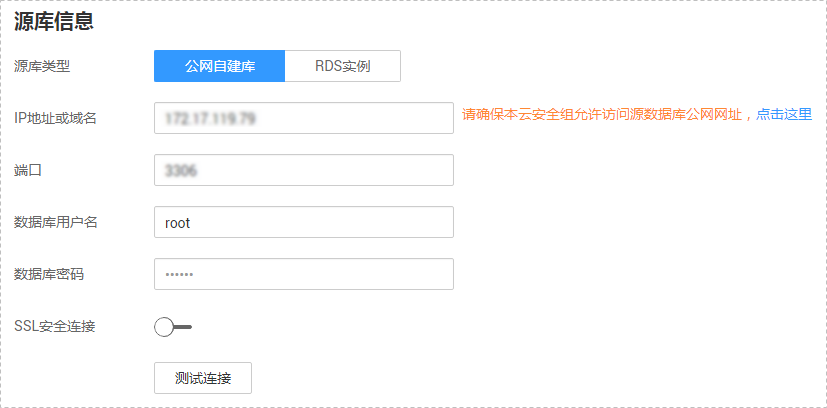 源库信息
源库类型 公网自建库 RDS实例
IP地址或域名 172.17.119.79 请确保本云安全组允许访问源数据库公网网址，点击这里
端口 3306
数据库用户名 root
数据库密码 ••••••
SSL安全连接
测试连接